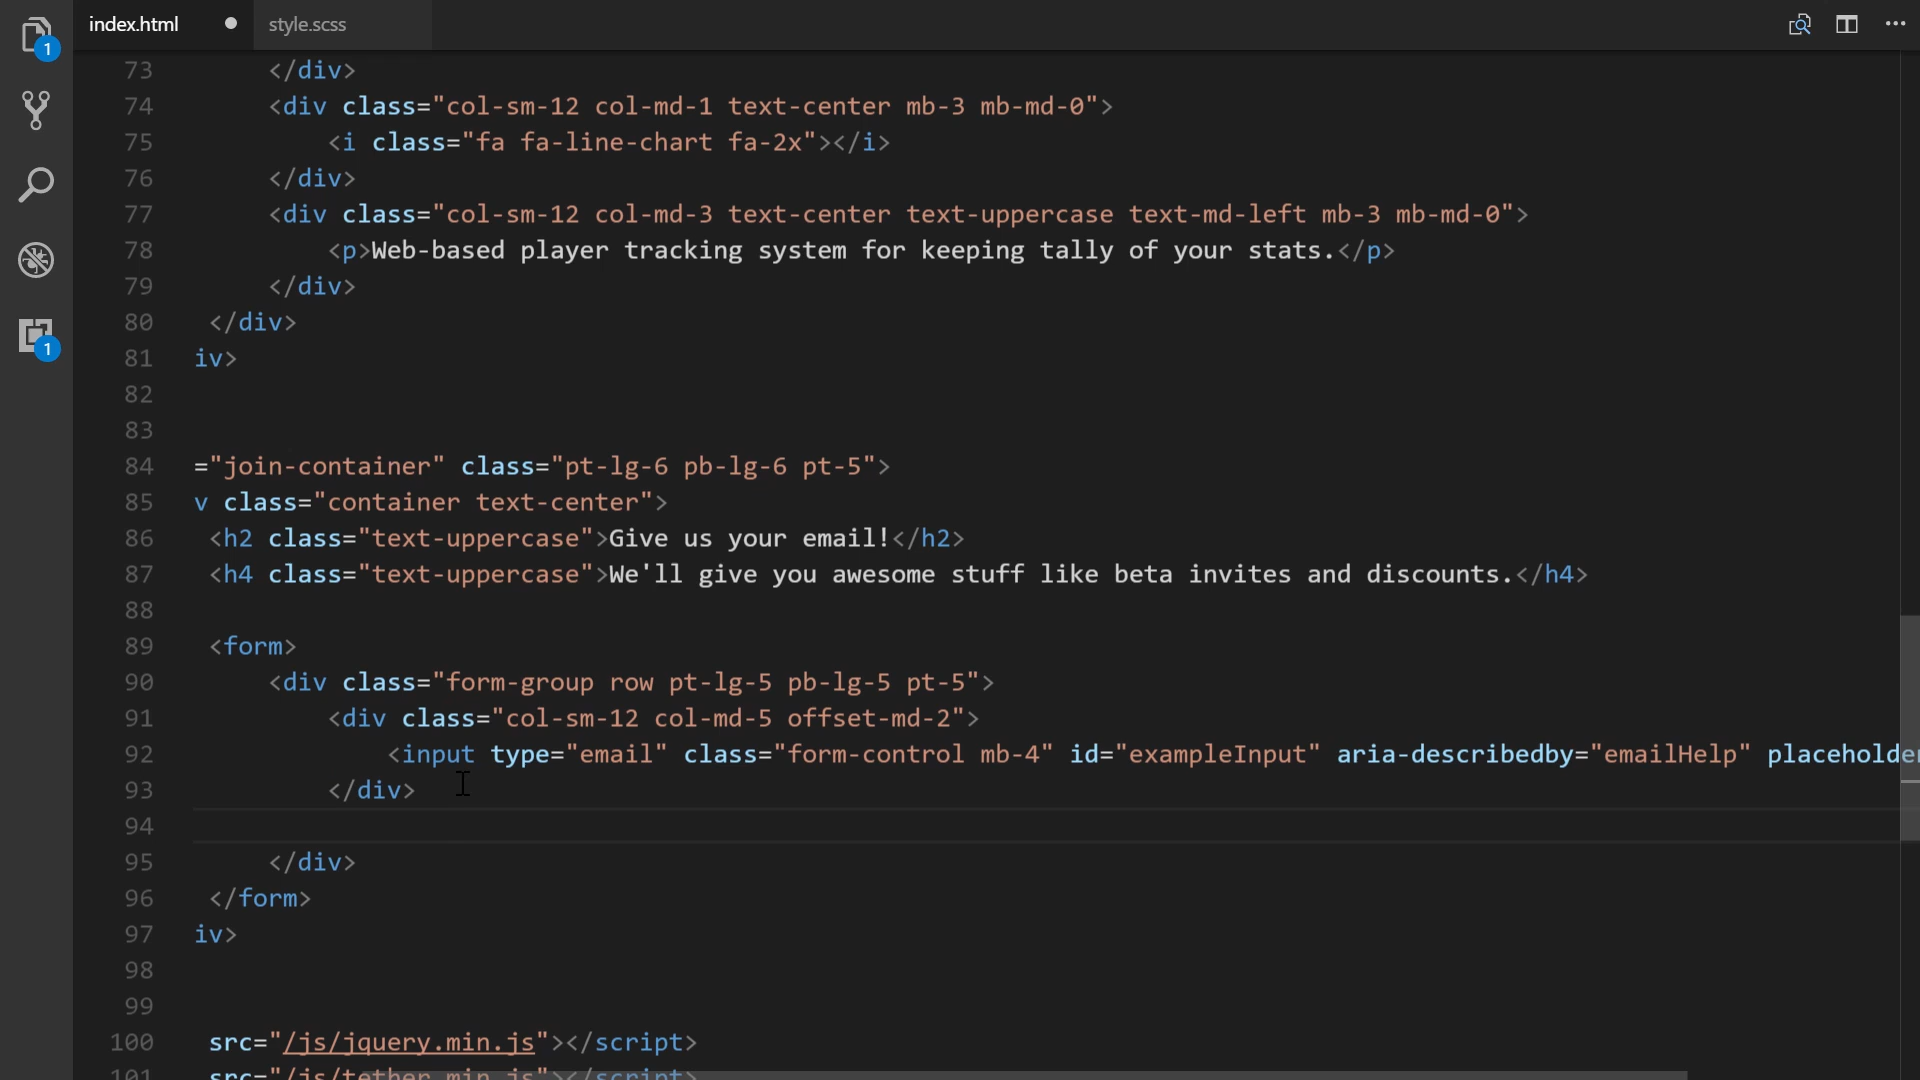 index.html
style.scss
1
1
73 </div>
74 <div class="col-sm-12 col-md-1 text-center mb-3 mb-md-0">
75 <i class="fa fa-line-chart fa-2x"></i>
76 </div>
77 <div class="col-sm-12 col-md-3 text-center text-uppercase text-md-left mb-3 mb-md-0">
78 <p>Web-based player tracking system for keeping tally of your stats.</p>
79 </div>
80 </div>
81 iv>
82
83
84 ="join-container" class="pt-lg-6 pb-lg-6 pt-5">
85 v class="container text-center">
86 <h2 class="text-uppercase">Give us your email!</h2>
87 <h4 class="text-uppercase">We'll give you awesome stuff like beta invites and discounts.</h4>
88
89 <form>
90 <div class="form-group row pt-lg-5 pb-lg-5 pt-5">
91 <div class="col-sm-12 col-md-5 offset-md-2">
92 <input type="email" class="form-control mb-4" id="exampleInput" aria-describedby="emailHelp" placeholde
93 </div>
94
95 </div>
96 </form>
97 iv>
98
99
100 src="/js/jquery.min.js"></script>
101 src="/js/tether.min.js"></script>